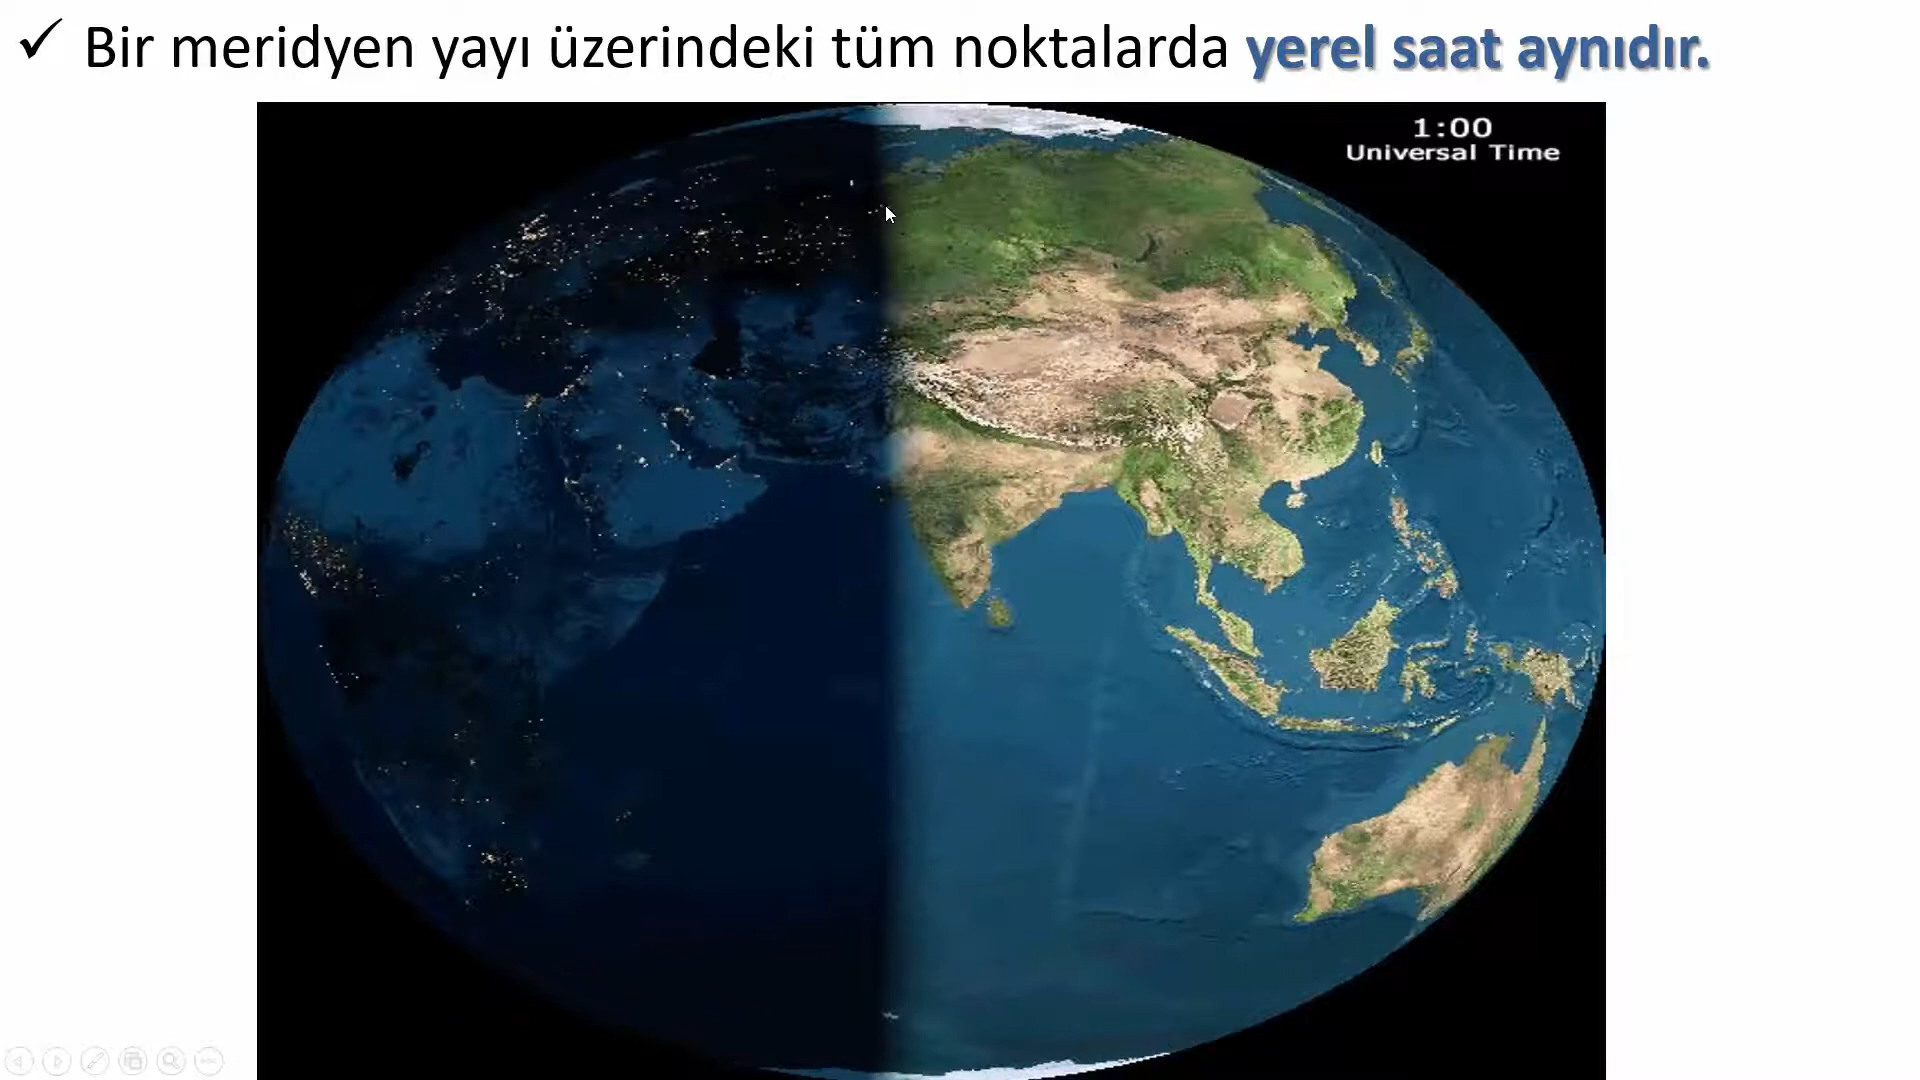 ✓ Bir meridyen yayı üzerindeki tüm noktalarda yerel saat aynıdır.
1:00
Universal Time